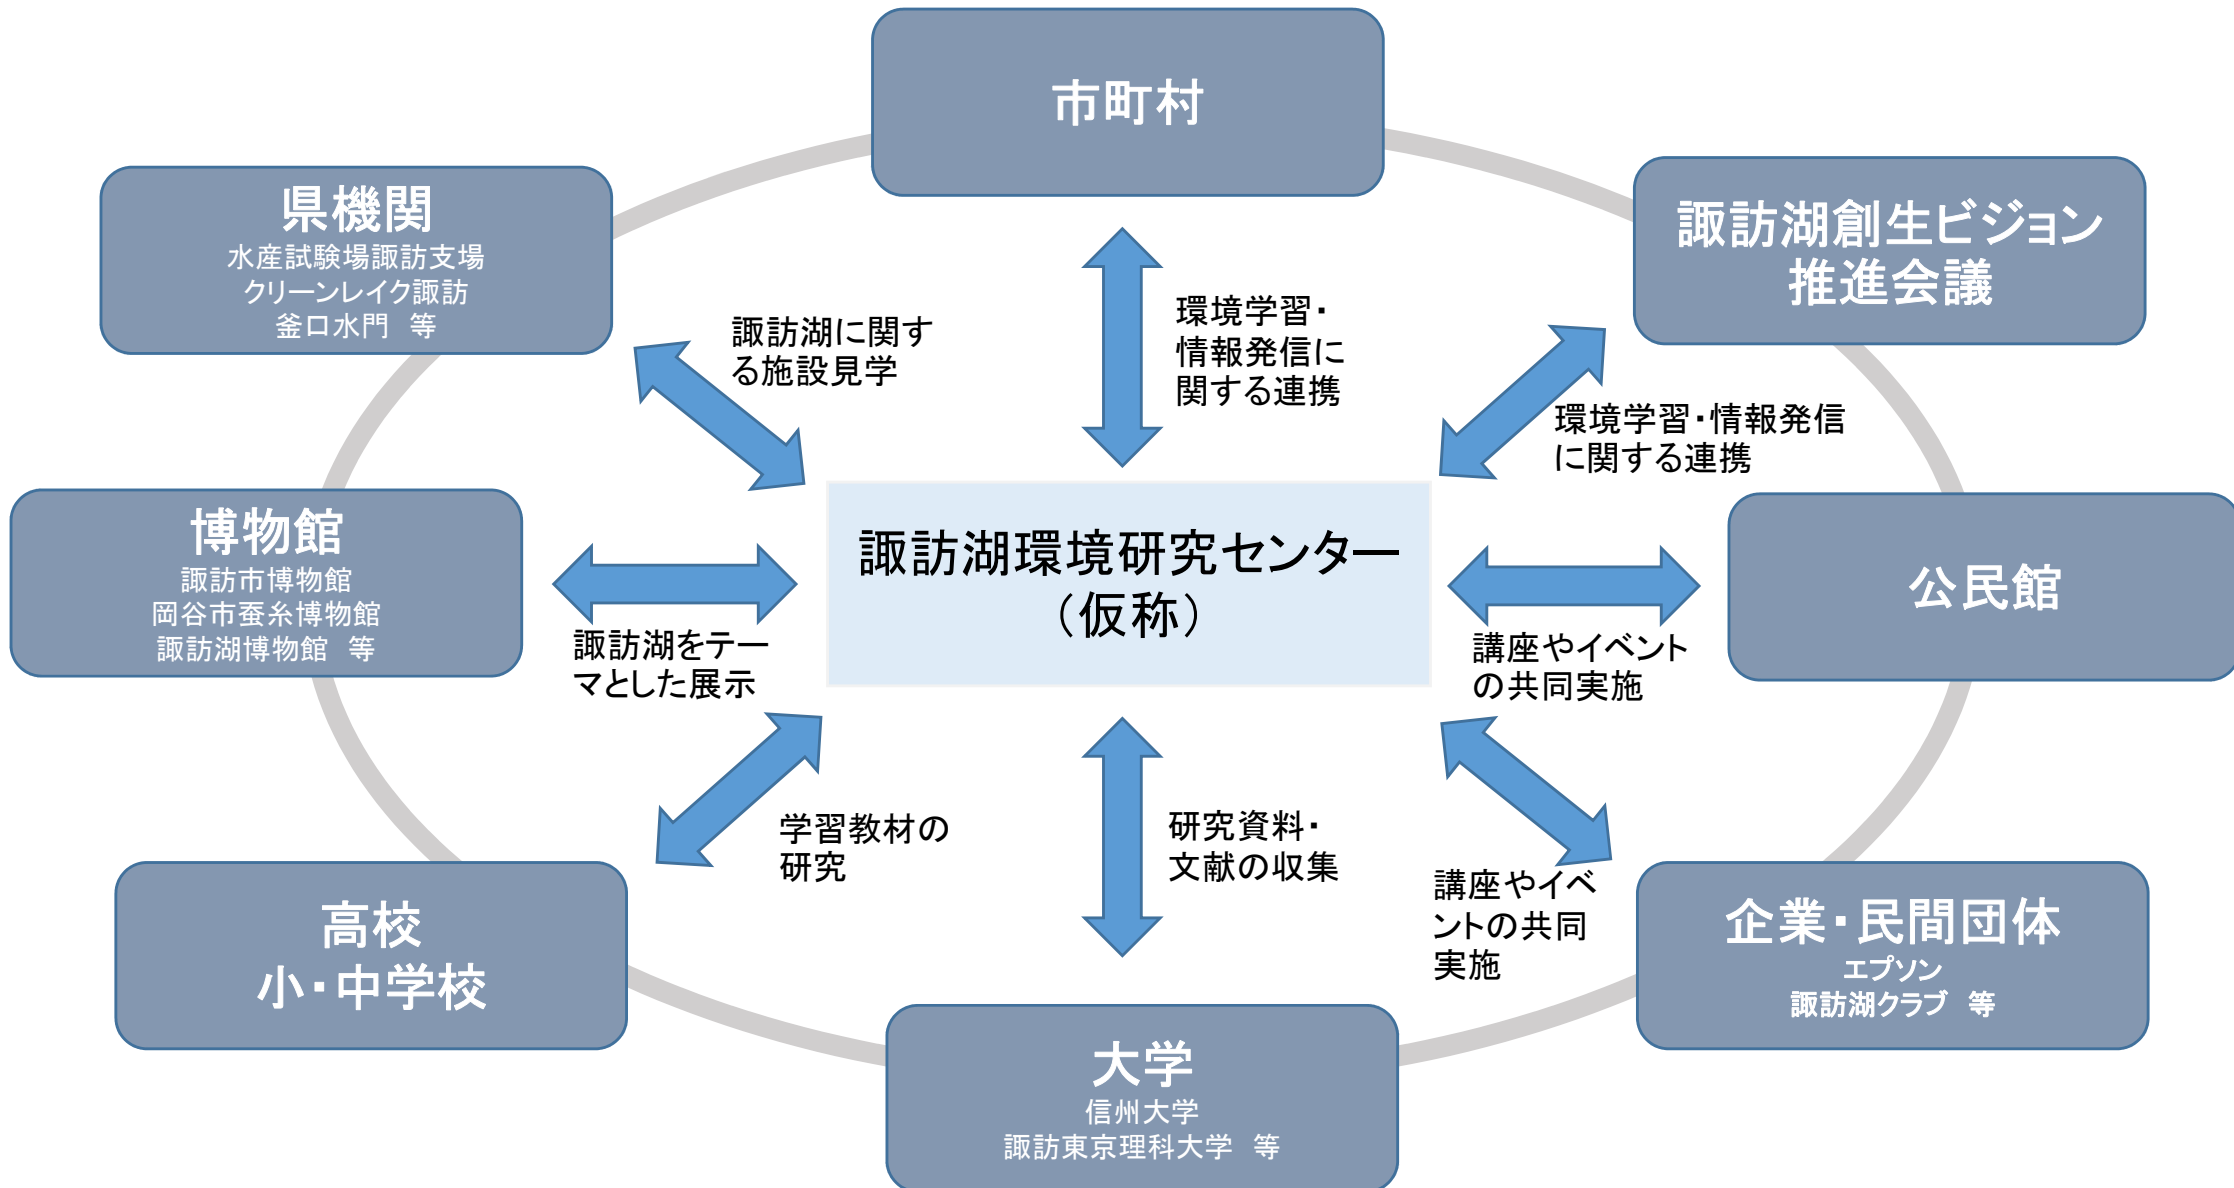 市町村
県機関
水産試験場諏訪支場
クリーンレイク諏訪
釜口水門　等
諏訪湖創生ビジョン
推進会議
諏訪湖に関す
る施設見学
環境学習・
情報発信に
関する連携
環境学習・情報発信
に関する連携
博物館
諏訪市博物館
岡谷市蚕糸博物館
諏訪湖博物館　等
諏訪湖環境研究センター
（仮称）
公民館
諏訪湖をテー
マとした展示
講座やイベント
の共同実施
学習教材の
研究
研究資料・
文献の収集
講座やイベ
ントの共同
実施
高校
小・中学校
企業・民間団体
エプソン
諏訪湖クラブ　等
大学
信州大学
諏訪東京理科大学　等